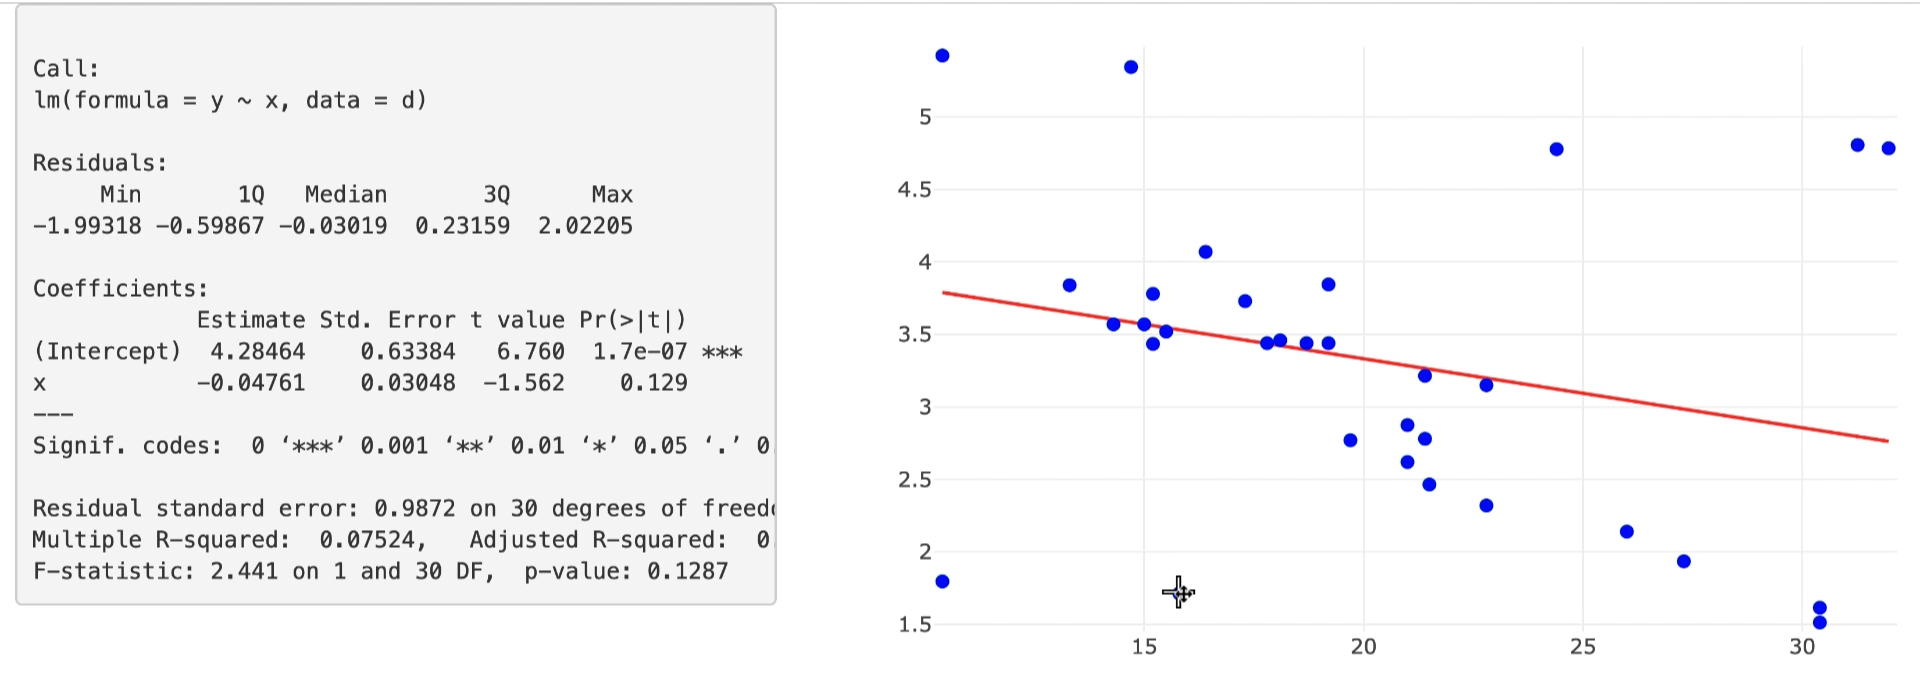 Call:
lm(formula = y ~ x, data = d)
Residuals:
Min 1Q Median 3Q Max
-1.99318 -0.59867 -0.03019 0.23159 2.02205
Coefficients:
Estimate Std. Error t value Pr(>|t|)
(Intercept) 4.28464 0.63384 6.760 1.7e-07 ***
x -0.04761 0.03048 -1.562 0.129
---
Signif. codes: 0 ‘***’ 0.001 ‘**’ 0.01 ‘*’ 0.05 ‘.’ 0.
Residual standard error: 0.9872 on 30 degrees of freed
Multiple R-squared: 0.07524, Adjusted R-squared: 0.
F-statistic: 2.441 on 1 and 30 DF, p-value: 0.1287
5
4.5
4
3.5
3
2.5
2
1.5
15 20 25 30